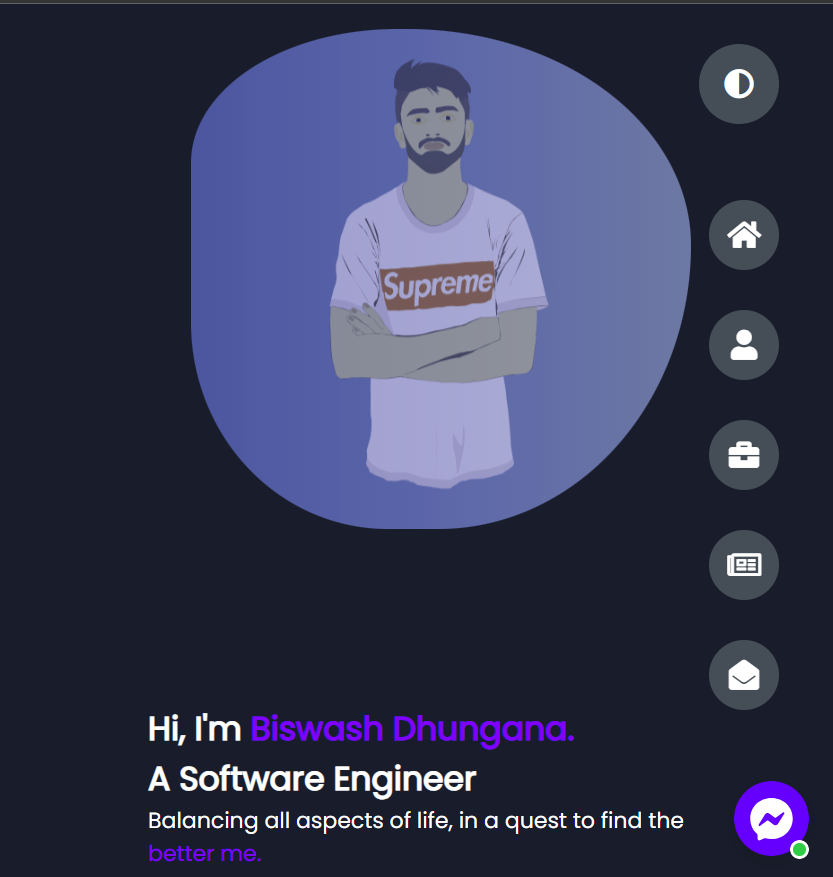 Supreme
Hi, I'm Biswash Dhungana.
A Software Engineer
Balancing all aspects of life, in a quest to find the
better me.